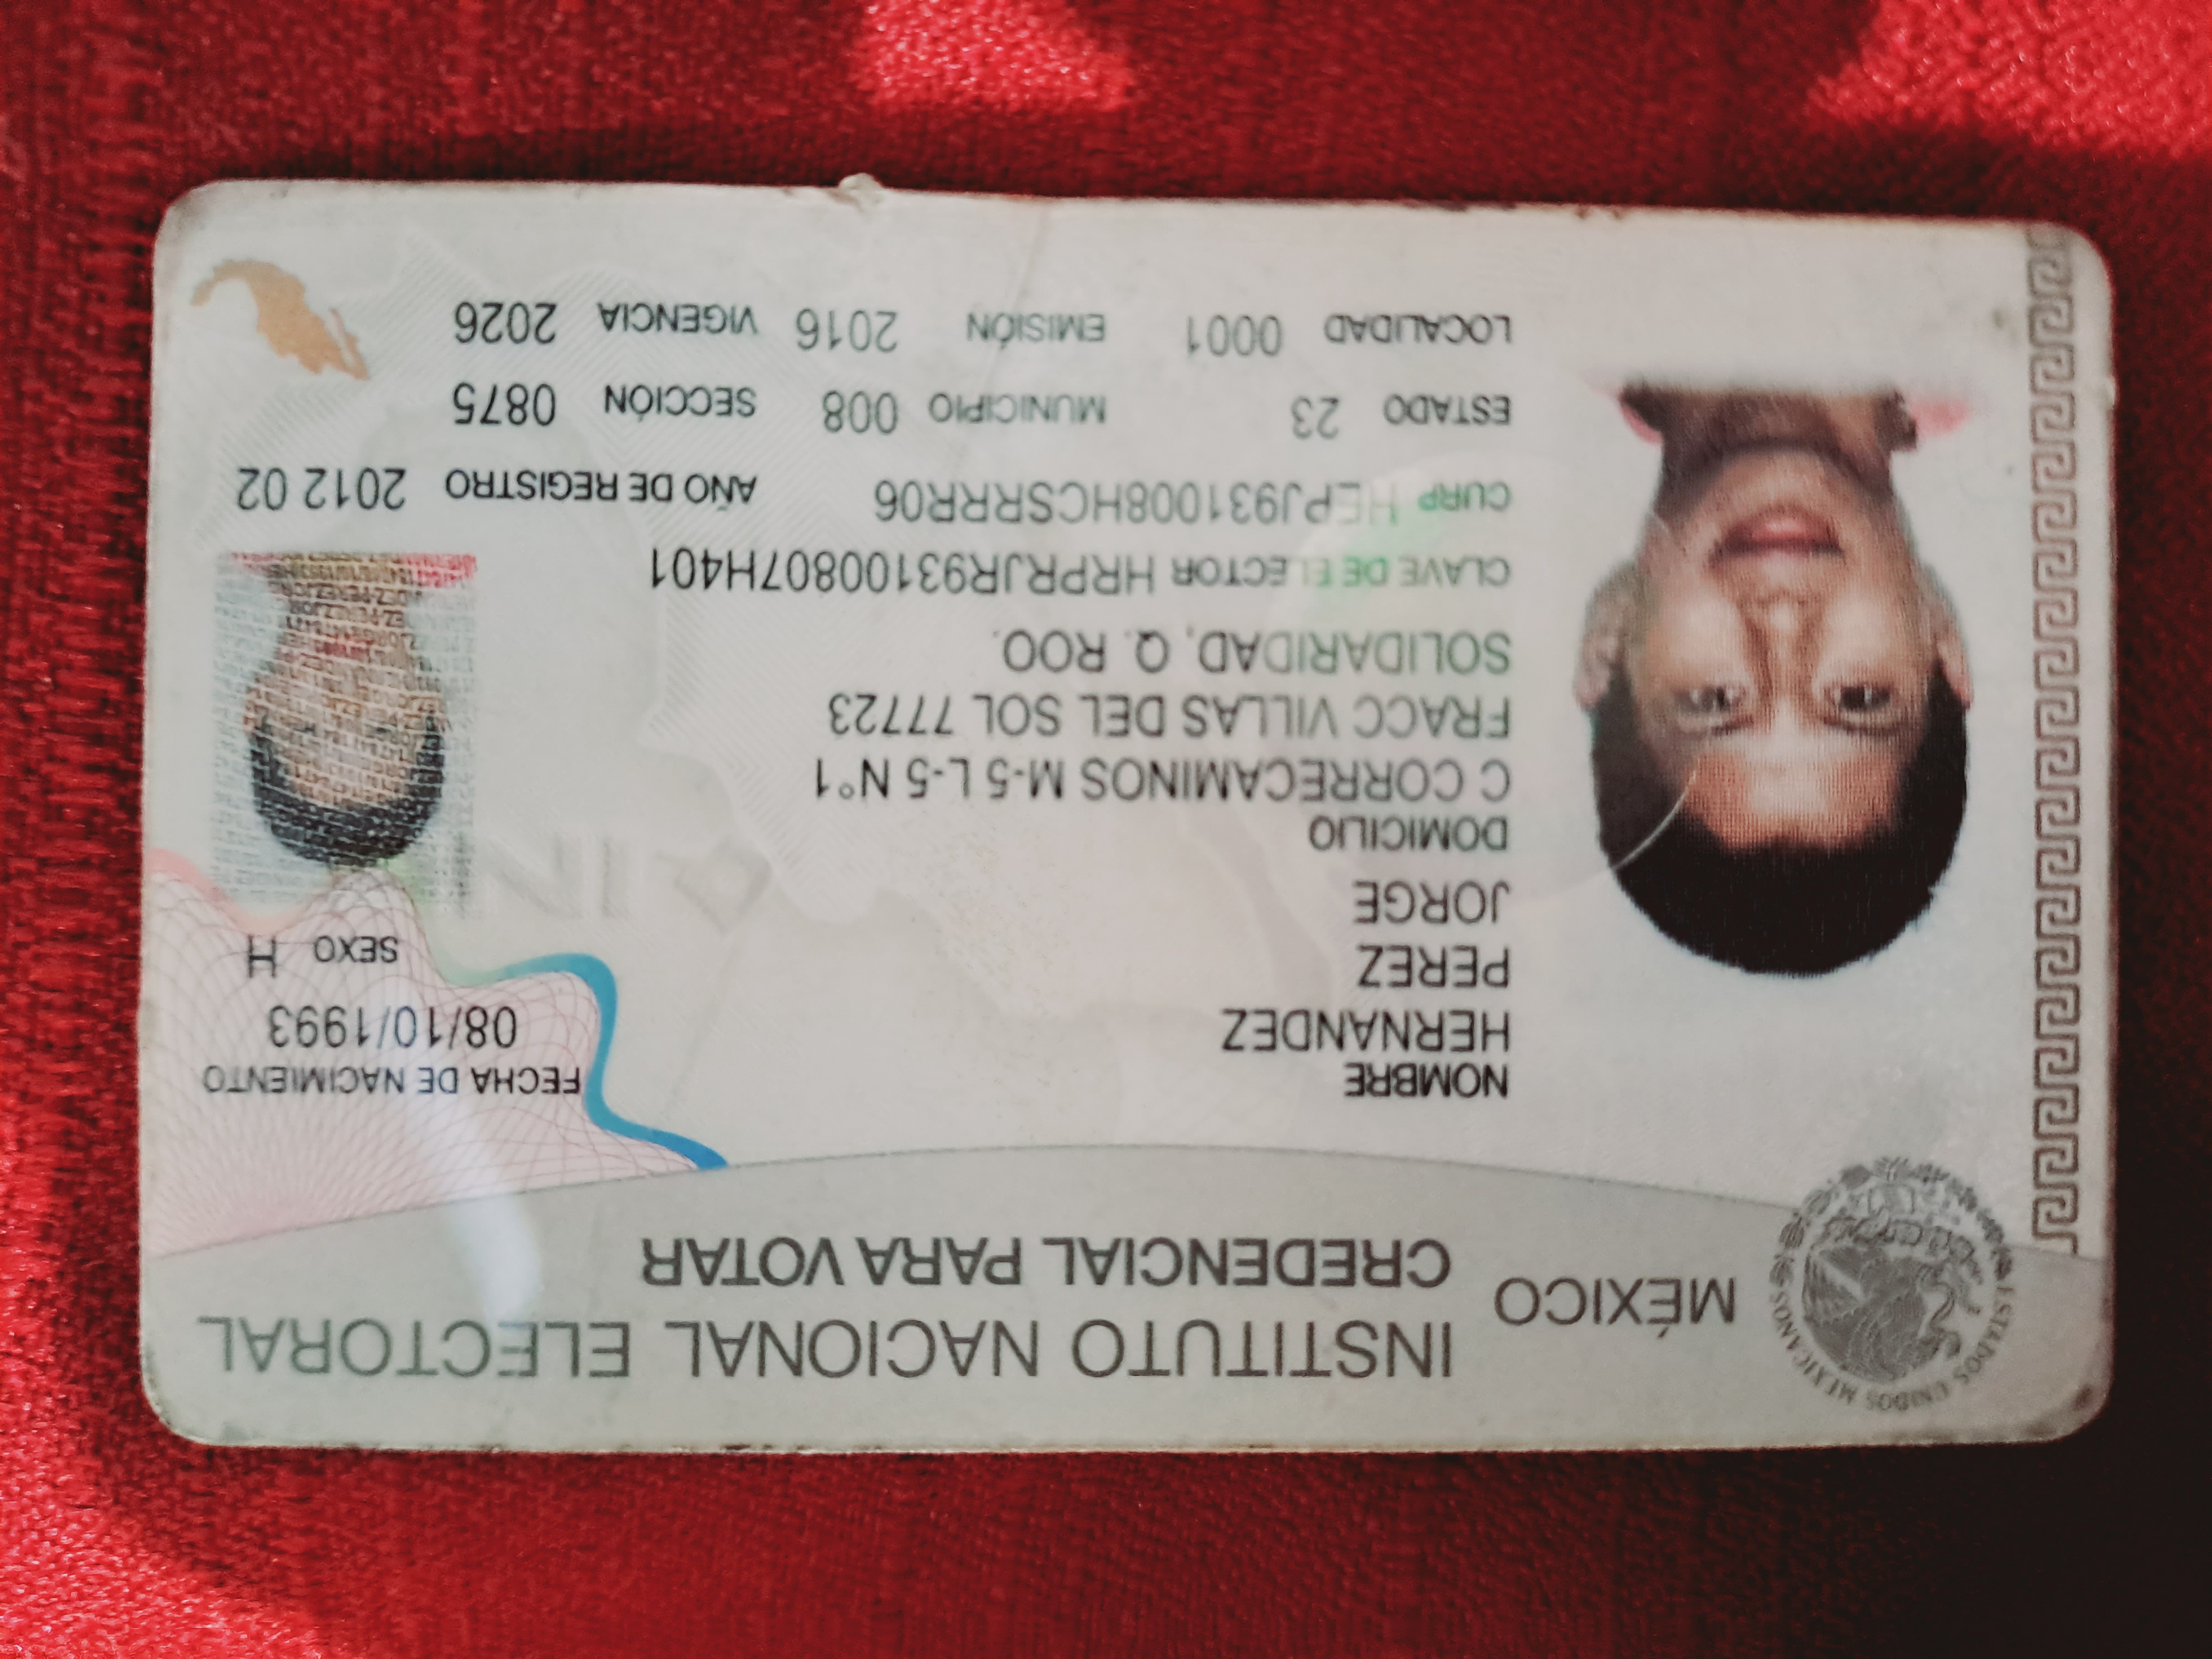 MÉXICO
INSTITUTO NACIONAL ELECTORAL
CREDENCIAL PARA VOTAR
ESTADOS UNIDOS MEXICANOS
NOMBRE
HERNANDEZ
PEREZ
JORGE
FECHA DE NACIMIENTO
08/10/1993
SEXO H
DOMICILIO
C CORRECAMINOS M-5 L-5 N°1
FRACC VILLAS DEL SOL 77723
SOLIDARIDAD, Q. ROO.
CLAVE DE ELECTOR HRPRJR93100807H401
CURP HEPJ931008HCSRRR06 AÑO DE REGISTRO 2012 02
ESTADO 23 MUNICIPIO 008 SECCIÓN 0875
LOCALIDAD 0001 EMISIÓN 2016 VIGENCIA 2026
INE